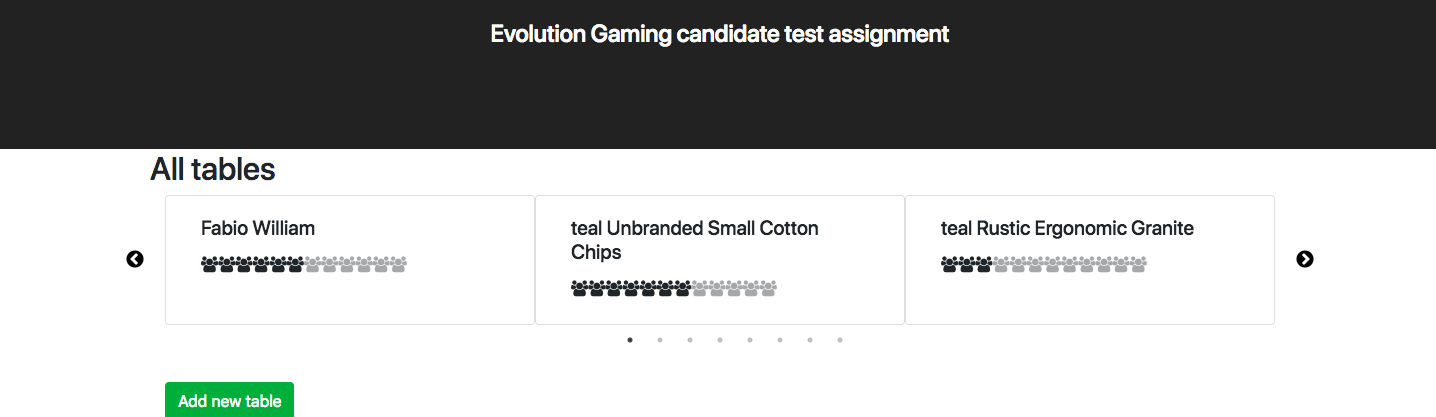 Evolution Gaming candidate test assignment
All tables
Fabio William
teal Unbranded Small Cotton
Chips
teal Rustic Ergonomic Granite
Add new table